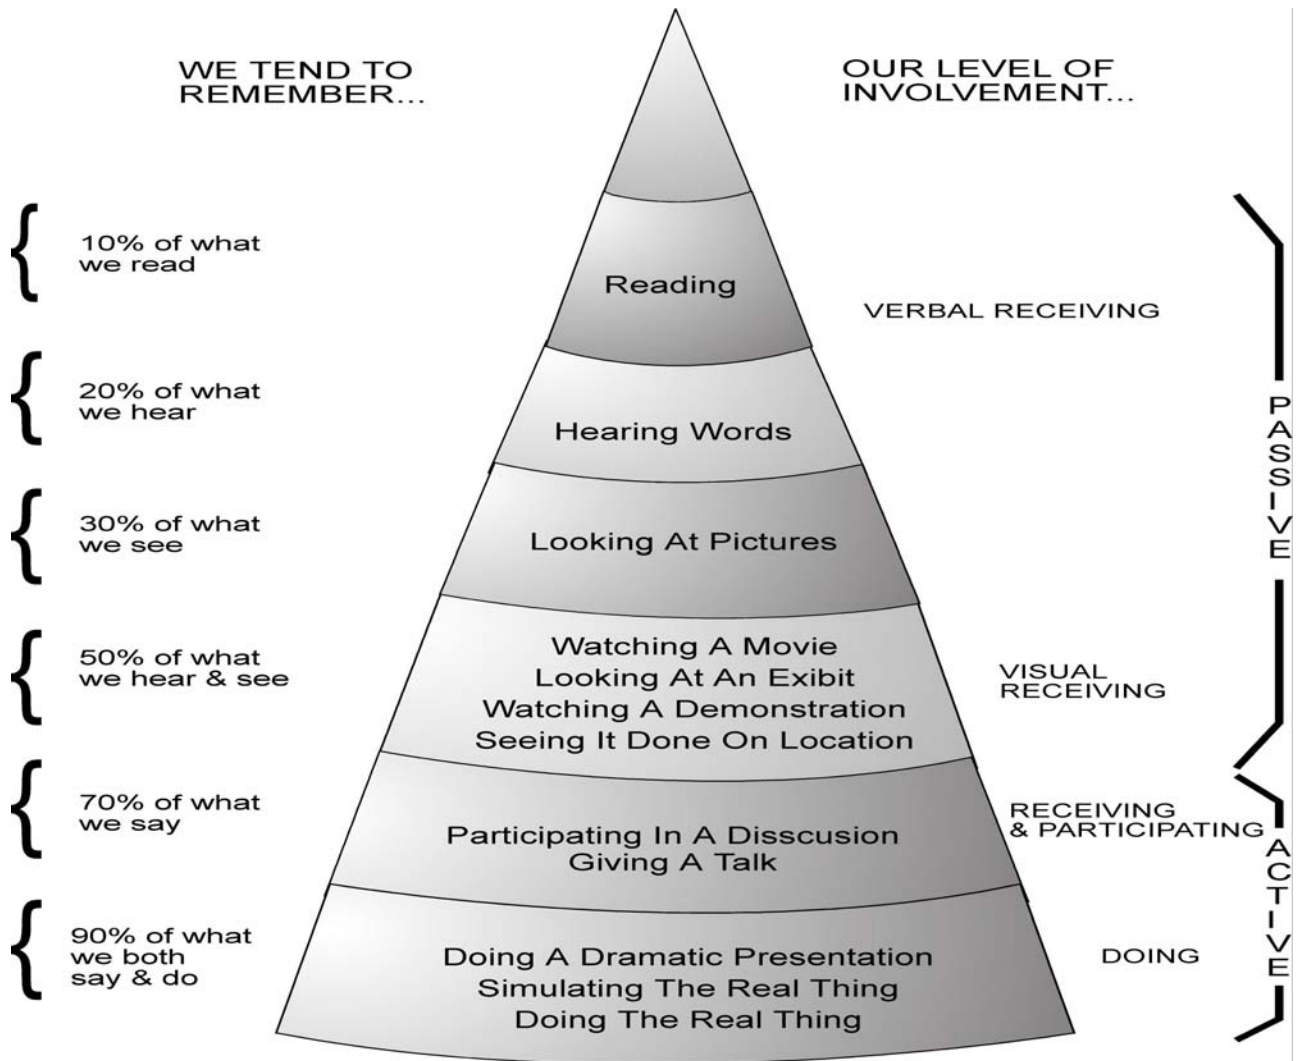 WE TEND TO
REMEMBER...
OUR LEVEL OF
INVOLVEMENT...
10% of what
we read
Reading
VERBAL RECEIVING
20% of what
we hear
Hearing Words
30% of what
we see
Looking At Pictures
PASSIVE
50% of what
we hear & see
Watching A Movie
Looking At An Exibit
Watching A Demonstration
Seeing It Done On Location
VISUAL
RECEIVING
70% of what
we say
Participating In A Disscusion
Giving A Talk
RECEIVING
& PARTICIPATING
90% of what
we both
say & do
Doing A Dramatic Presentation
Simulating The Real Thing
Doing The Real Thing
DOING
ACTIVE